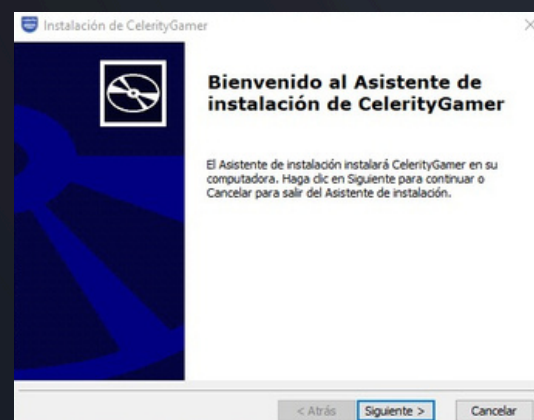 Instalación de CelerityGamer
Bienvenido al Asistente de
instalación de CelerityGamer
El Asistente de instalación instalará CelerityGamer en su
computadora. Haga clic en Siguiente para continuar o
Cancelar para salir del Asistente de instalación.
< Atrás Siguiente > Cancelar